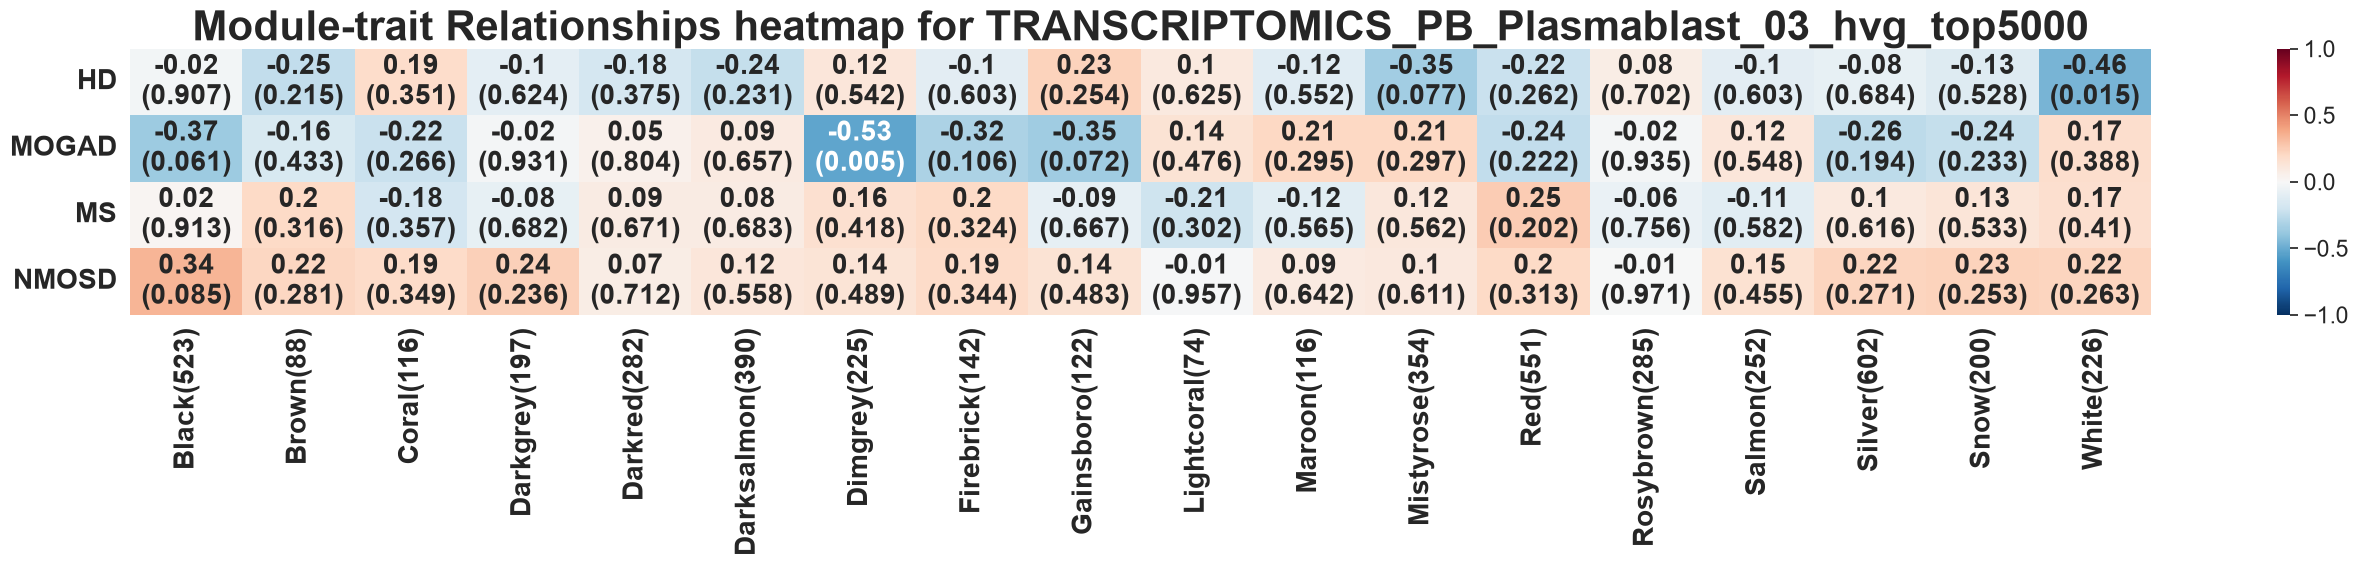 Module-trait Relationships heatmap for TRANSCRIPTOMICS_PB_Plasmablast_03_hvg_top5000
HD
-0.02 -0.25 0.19 -0.1 -0.18 -0.24 0.12 -0.1 0.23 0.1 -0.12 -0.35 -0.22 0.08 -0.1 -0.08 -0.13 -0.46
(0.907) (0.215) (0.351) (0.624) (0.375) (0.231) (0.542) (0.603) (0.254) (0.625) (0.552) (0.077) (0.262) (0.702) (0.603) (0.684) (0.528) (0.015)
MOGAD
-0.37 -0.16 -0.22 -0.02 0.05 0.09 -0.53 -0.32 -0.35 0.14 0.21 0.21 -0.24 -0.02 0.12 -0.26 -0.24 0.17
(0.061) (0.433) (0.266) (0.931) (0.804) (0.657) (0.005) (0.106) (0.072) (0.476) (0.295) (0.297) (0.222) (0.935) (0.548) (0.194) (0.233) (0.388)
MS
0.02 0.2 -0.18 -0.08 0.09 0.08 0.16 0.2 -0.09 -0.21 -0.12 0.12 0.25 -0.06 -0.11 0.1 0.13 0.17
(0.913) (0.316) (0.357) (0.682) (0.671) (0.683) (0.418) (0.324) (0.667) (0.302) (0.565) (0.562) (0.202) (0.756) (0.582) (0.616) (0.533) (0.41)
NMOSD
0.34 0.22 0.19 0.24 0.07 0.12 0.14 0.19 0.14 -0.01 0.09 0.1 0.2 -0.01 0.15 0.22 0.23 0.22
(0.085) (0.281) (0.349) (0.236) (0.712) (0.558) (0.489) (0.344) (0.483) (0.957) (0.642) (0.611) (0.313) (0.971) (0.455) (0.271) (0.253) (0.263)
Black(523)
Brown(88)
Coral(116)
Darkgrey(197)
Darkred(282)
Darksalmon(390)
Dimgrey(225)
Firebrick(142)
Gainsboro(122)
Lightcoral(74)
Maroon(116)
Mistyrose(354)
Red(551)
Rosybrown(285)
Salmon(252)
Silver(602)
Snow(200)
White(226)
1.0
0.5
0.0
−0.5
−1.0